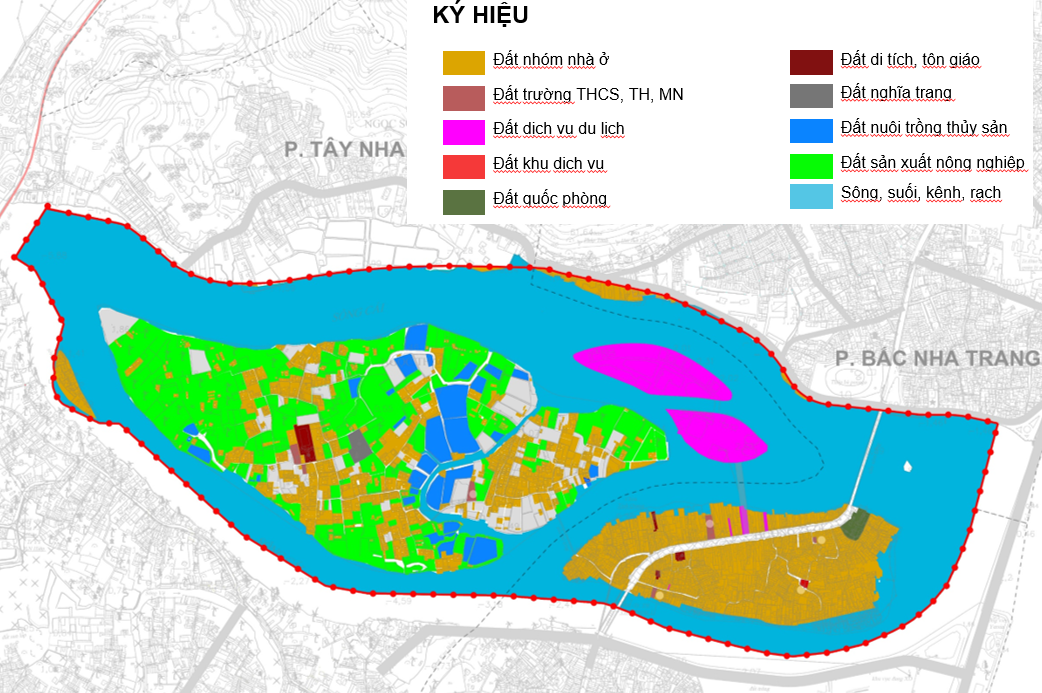 KÝ HIỆU
Đất nhóm nhà ở
Đất trường THCS, TH, MN
Đất dịch vụ du lịch
Đất khu dịch vụ
Đất quốc phòng
Đất di tích, tôn giáo
Đất nghĩa trang
Đất nuôi trồng thủy sản
Đất sản xuất nông nghiệp
Sông, suối, kênh, rạch
P. TÂY NHA
P. BẮC NHA TRANG